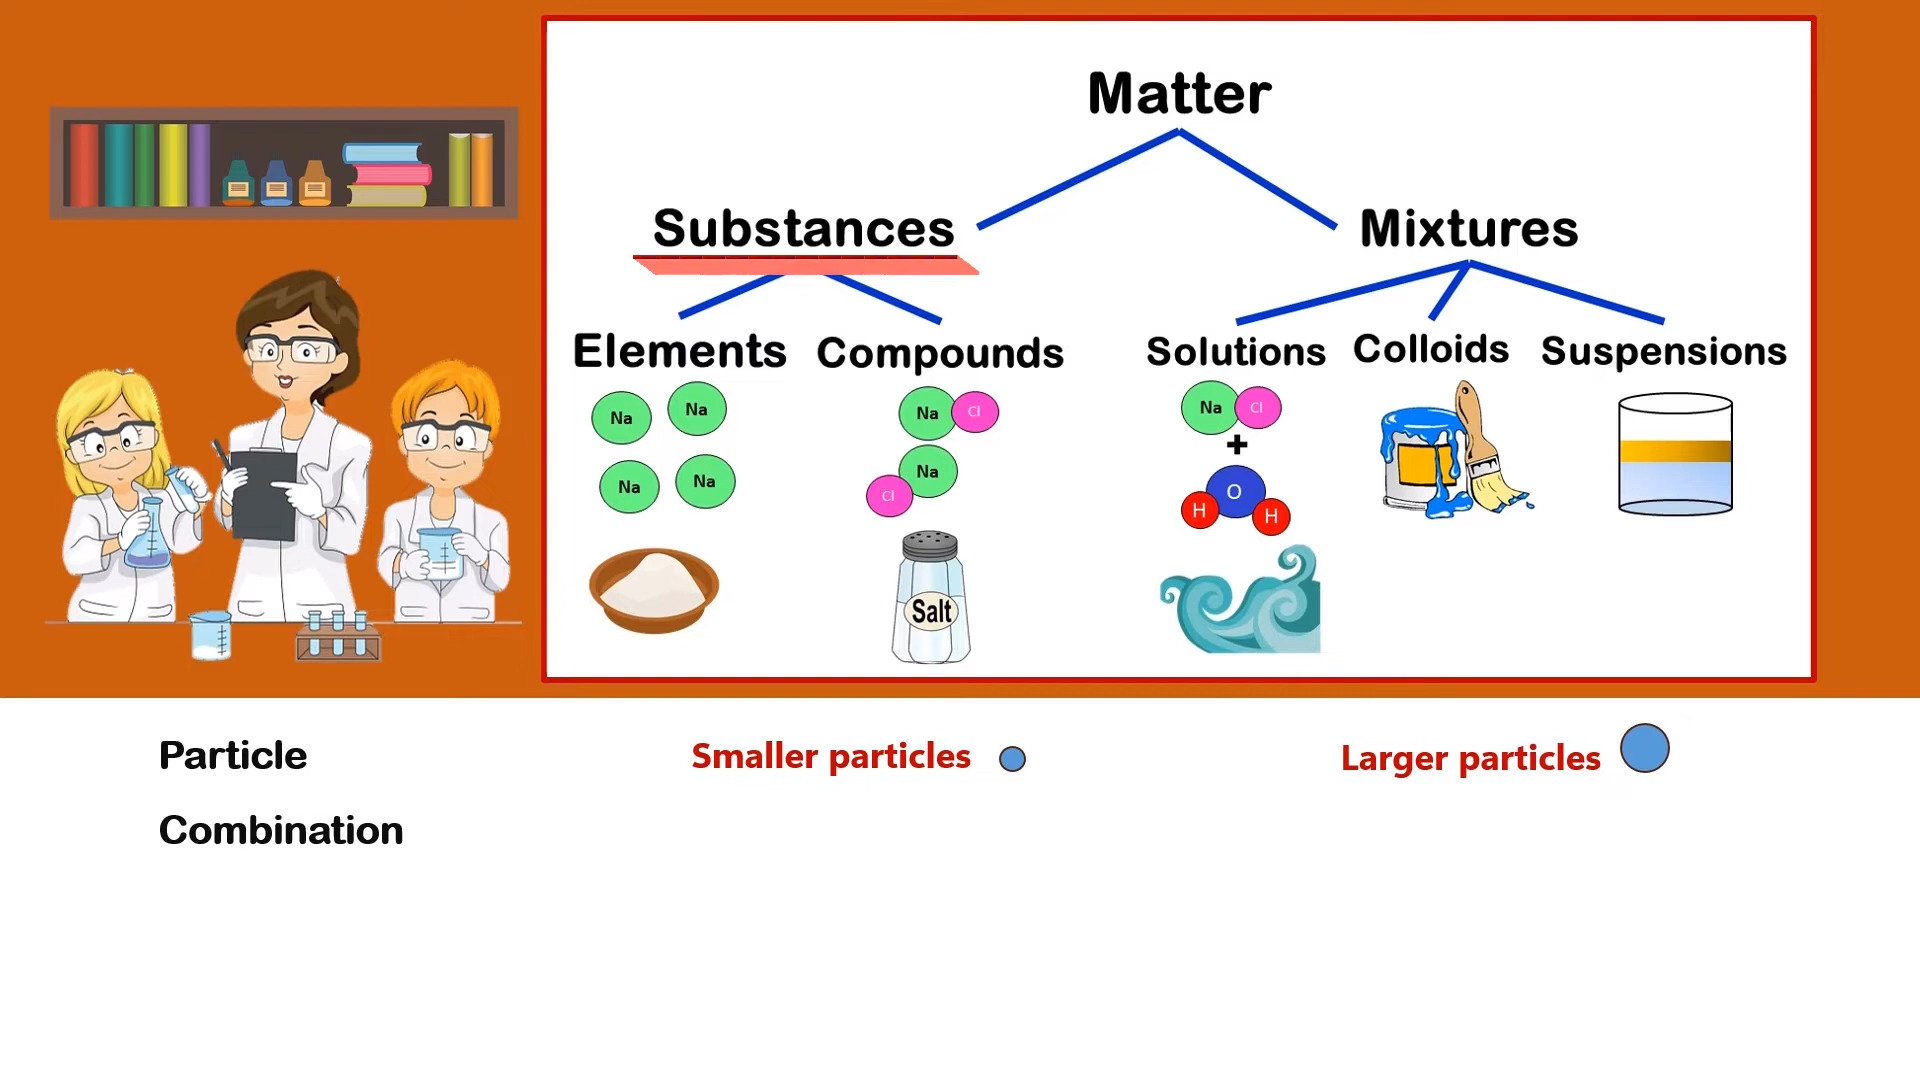 Matter
Substances
Mixtures
Elements
Compounds
Solutions
Colloids
Suspensions
Na
Na
Na
Na
Na
Cl
Na
Cl
Na
Cl
+
O
H
H
Salt
Particle
Smaller particles
Larger particles
Combination